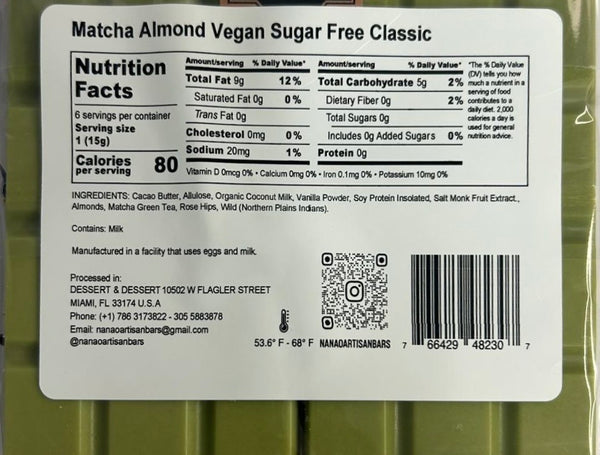 Matcha Almond Vegan Sugar Free Classic
Nutrition
Facts
6 servings per container
Serving size
1 (15g)
Calories
per serving 80
Amount/serving % Daily Value*
Total Fat 9g 12%
Saturated Fat 0g 0%
Trans Fat 0g
Cholesterol 0mg 0%
Sodium 20mg 1%
Amount/serving % Daily Value*
Total Carbohydrate 5g 2%
Dietary Fiber 0g 2%
Total Sugars 0g
Includes 0g Added Sugars 0%
Protein 0g
Vitamin D 0mcg 0% • Calcium 0mg 0% • Iron 0.1mg 0% • Potassium 10mg 0%
*The % Daily Value
(DV) tells you how
much a nutrient in a
serving of food
contributes to a
daily diet. 2,000
calories a day is
used for general
nutrition advice.
INGREDIENTS: Cacao Butter, Allulose, Organic Coconut Milk, Vanilla Powder, Soy Protein Insolated, Salt Monk Fruit Extract.,
Almonds, Matcha Green Tea, Rose Hips, Wild (Northern Plains Indians).
Contains: Milk
Manufactured in a facility that uses eggs and milk.
Processed in:
DESSERT & DESSERT 10502 W FLAGLER STREET
MIAMI, FL 33174 U.S.A
Phone: (+1) 786 3173822 - 305 5883878
Email: nanaoartisanbars@gmail.com
@nanaoartisanbars
53.6° F - 68° F
NANAOARTISANBARS
7 66429 48230 7